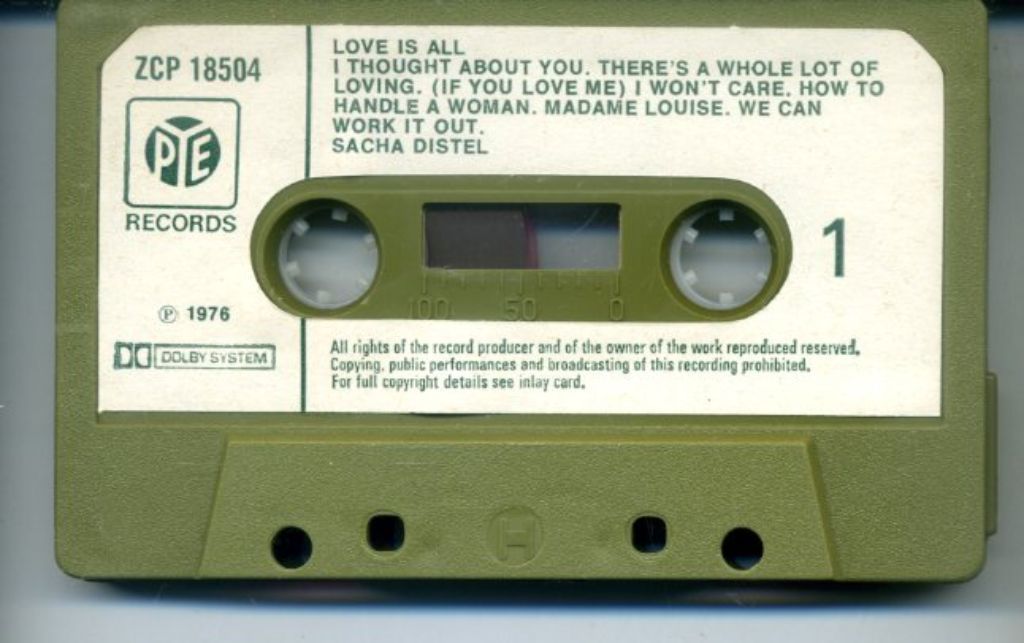 ZCP 18504
PYE
RECORDS
℗ 1976
DOLBY SYSTEM
LOVE IS ALL
I THOUGHT ABOUT YOU. THERE'S A WHOLE LOT OF
LOVING. (IF YOU LOVE ME) I WON'T CARE. HOW TO
HANDLE A WOMAN. MADAME LOUISE. WE CAN
WORK IT OUT.
SACHA DISTEL
1
100 50 0
All rights of the record producer and of the owner of the work reproduced reserved.
Copying, public performances and broadcasting of this recording prohibited.
For full copyright details see inlay card.
H